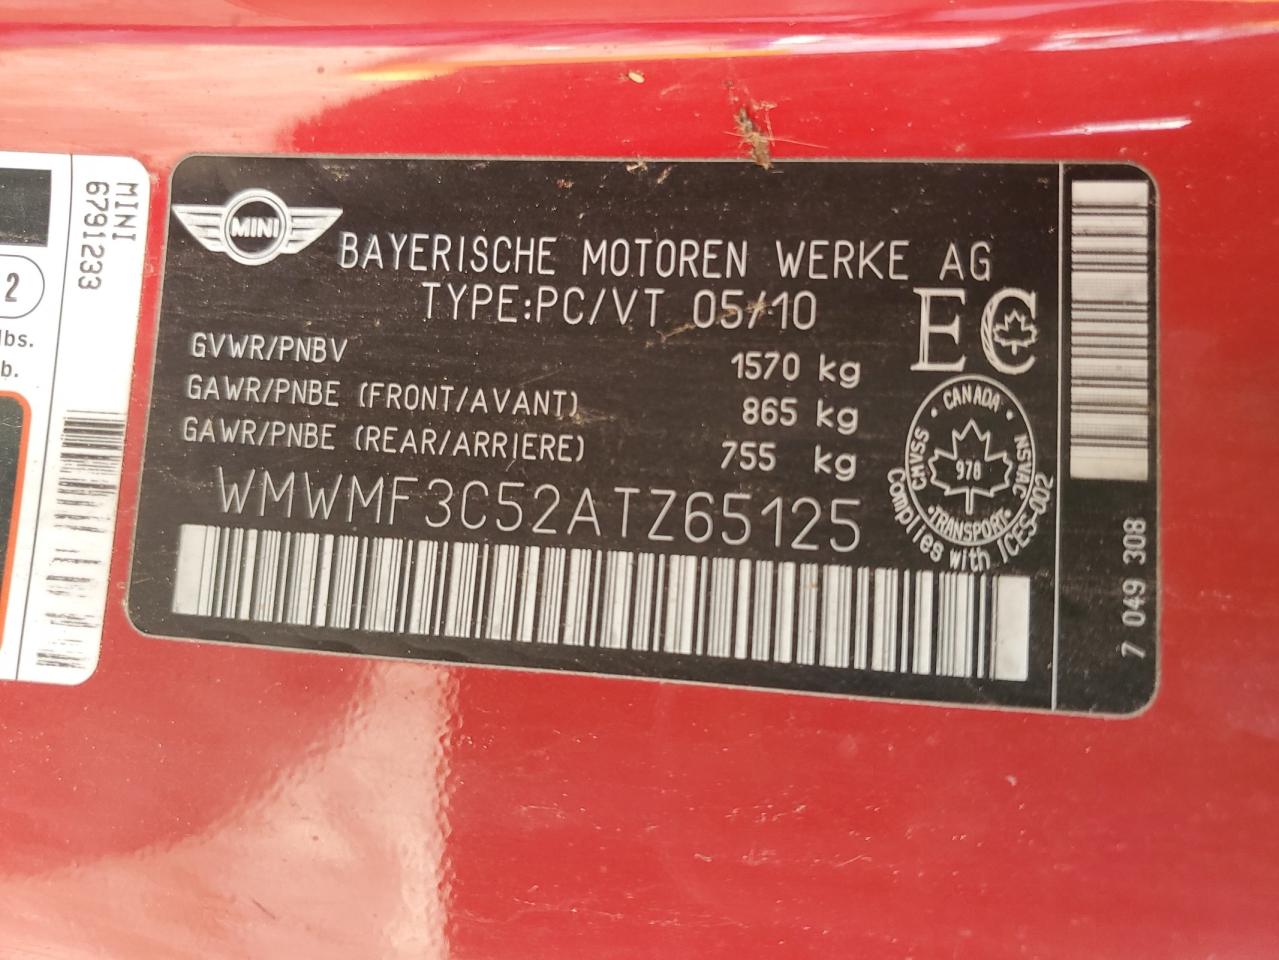 MINI
6791233
2
lbs.
b.
MINI
BAYERISCHE MOTOREN WERKE AG
TYPE:PC/VT 05/10
GVWR/PNBV 1570 kg
GAWR/PNBE (FRONT/AVANT) 865 kg
GAWR/PNBE (REAR/ARRIERE) 755 kg
WMWMF3C52ATZ65125
EC
CANADA
CMVSS
NSVAC
978
TRANSPORT
Complies with ICES-002
7 049 308